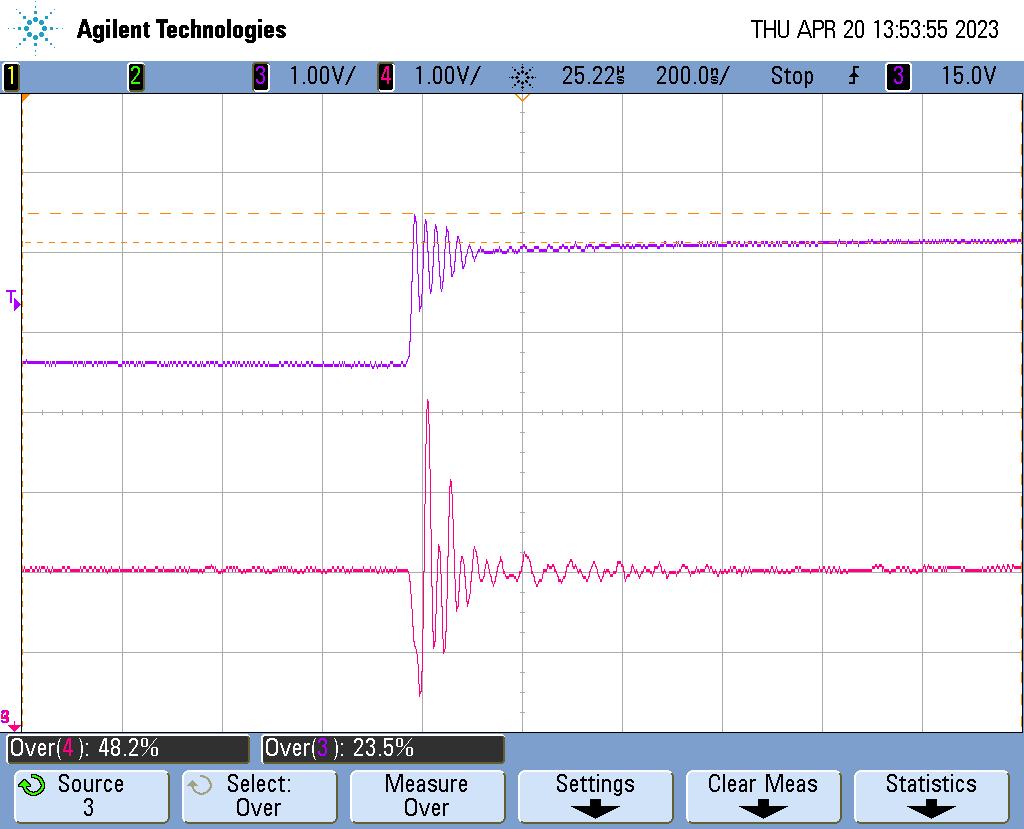 Agilent Technologies
THU APR 20 13:53:55 2023
1 2 3 1.00V/ 4 1.00V/ 25.22µs 200.0ns/ Stop 3 15.0V
T
3
Over(4): 48.2% Over(3): 23.5%
Source Select: Measure Settings Clear Meas Statistics
3 Over Over